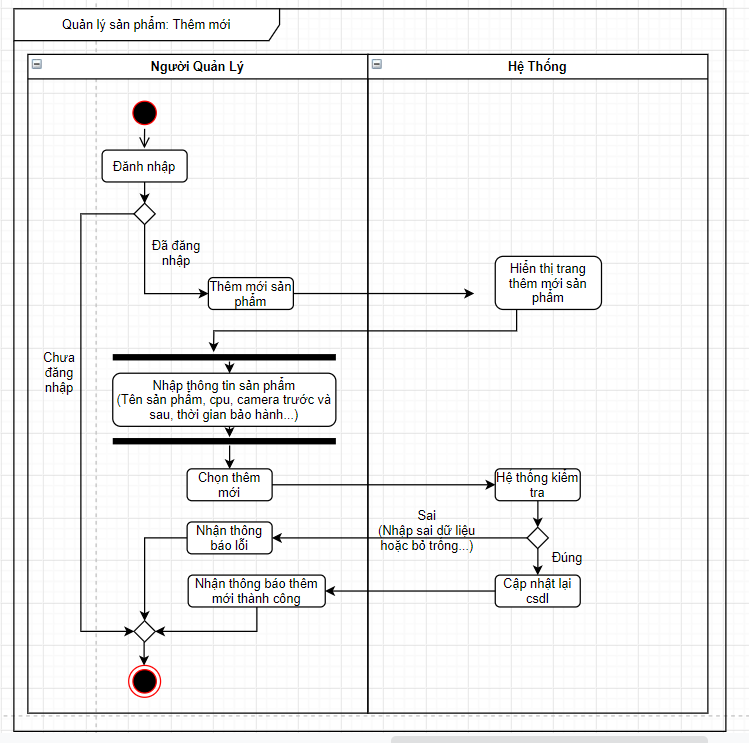 Quản lý sản phẩm: Thêm mới
Người Quản Lý
Hệ Thống
Đănh nhập
Đã đăng
nhập
Thêm mới sản
phẩm
Hiển thị trang
thêm mới sản
phẩm
Chưa
đăng
nhập
Nhập thông tin sản phẩm
(Tên sản phẩm, cpu, camera trước và
sau, thời gian bảo hành...)
Chọn thêm
mới
Hệ thống kiểm
tra
Sai
(Nhập sai dữ liệu
hoặc bỏ trống...)
Nhận thông
báo lỗi
Đúng
Nhận thông báo thêm
mới thành công
Cập nhật lại
csdl